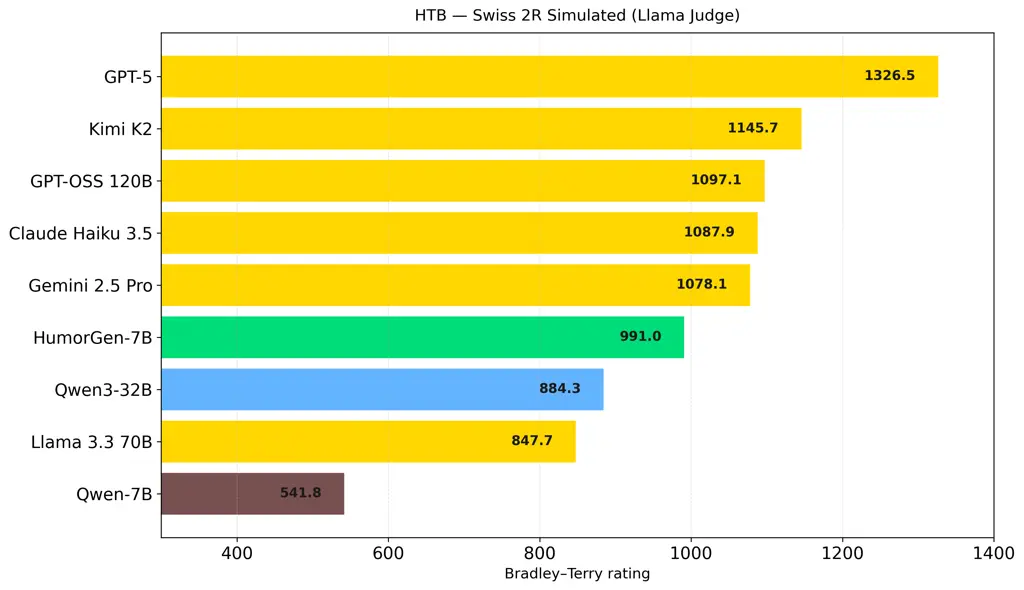 HTB — Swiss 2R Simulated (Llama Judge)
GPT-5 1326.5
Kimi K2 1145.7
GPT-OSS 120B 1097.1
Claude Haiku 3.5 1087.9
Gemini 2.5 Pro 1078.1
HumorGen-7B 991.0
Qwen3-32B 884.3
Llama 3.3 70B 847.7
Qwen-7B 541.8
400 600 800 1000 1200 1400
Bradley–Terry rating